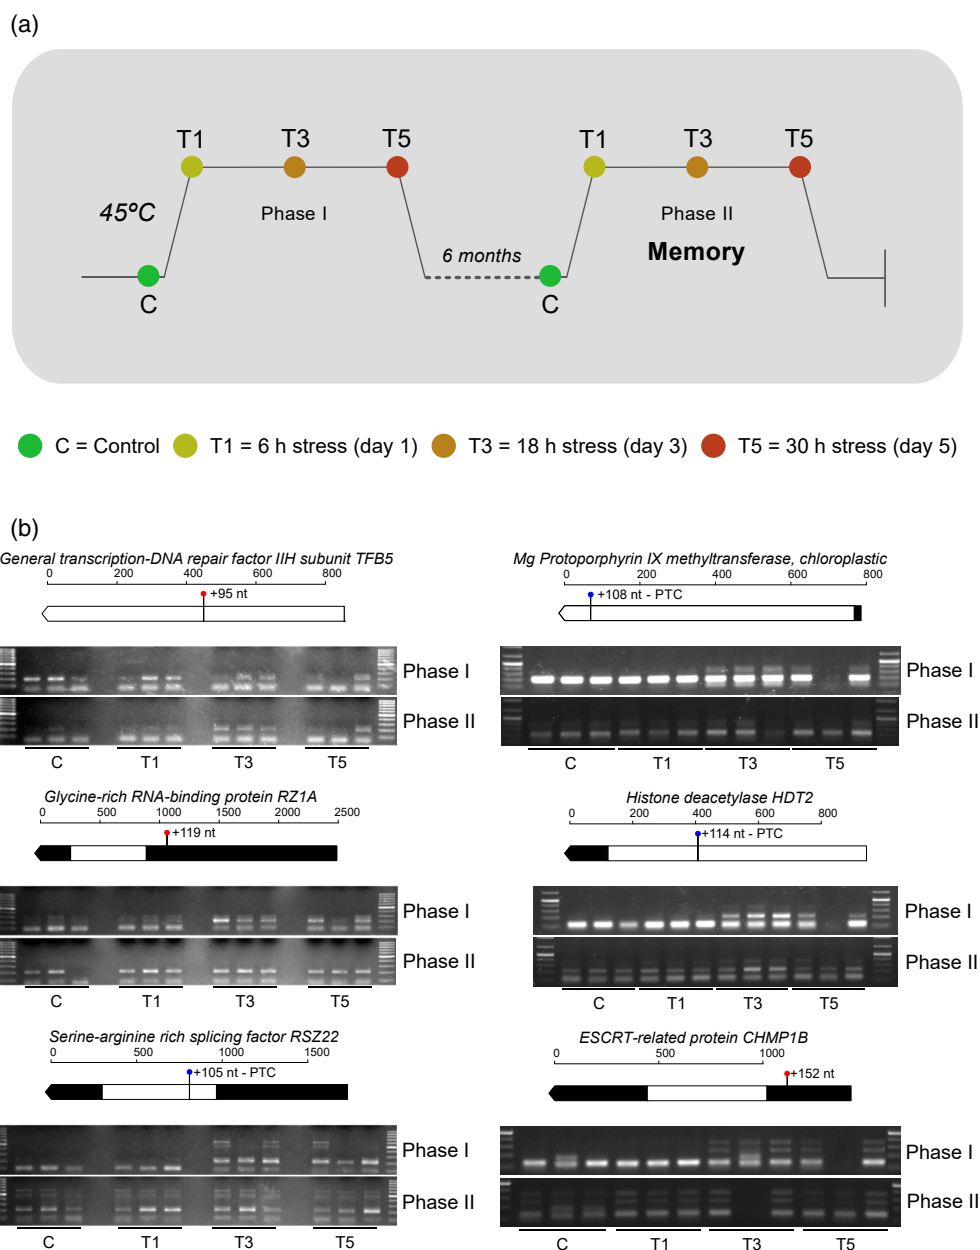 (a)
T1 T3 T5 T1 T3 T5
45ºC Phase I Phase II
6 months Memory
C C
C = Control T1 = 6 h stress (day 1) T3 = 18 h stress (day 3) T5 = 30 h stress (day 5)
(b)
General transcription-DNA repair factor IIH subunit TFB5
0 200 400 600 800
+95 nt
Phase I
Phase II
C T1 T3 T5
Mg Protoporphyrin IX methyltransferase, chloroplastic
0 200 400 600 800
+108 nt - PTC
Phase I
Phase II
C T1 T3 T5
Glycine-rich RNA-binding protein RZ1A
0 500 1000 1500 2000 2500
+119 nt
Phase I
Phase II
C T1 T3 T5
Histone deacetylase HDT2
0 200 400 600 800
+114 nt - PTC
Phase I
Phase II
C T1 T3 T5
Serine-arginine rich splicing factor RSZ22
0 500 1000 1500
+105 nt - PTC
Phase I
Phase II
C T1 T3 T5
ESCRT-related protein CHMP1B
0 500 1000
+152 nt
Phase I
Phase II
C T1 T3 T5